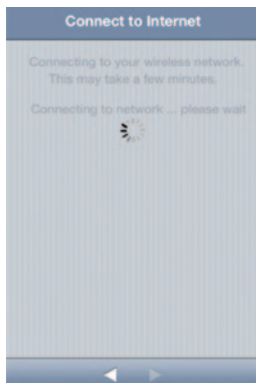 Connect to Internet
Connecting to your wireless network.
This may take a few minutes.
Connecting to network ... please wait